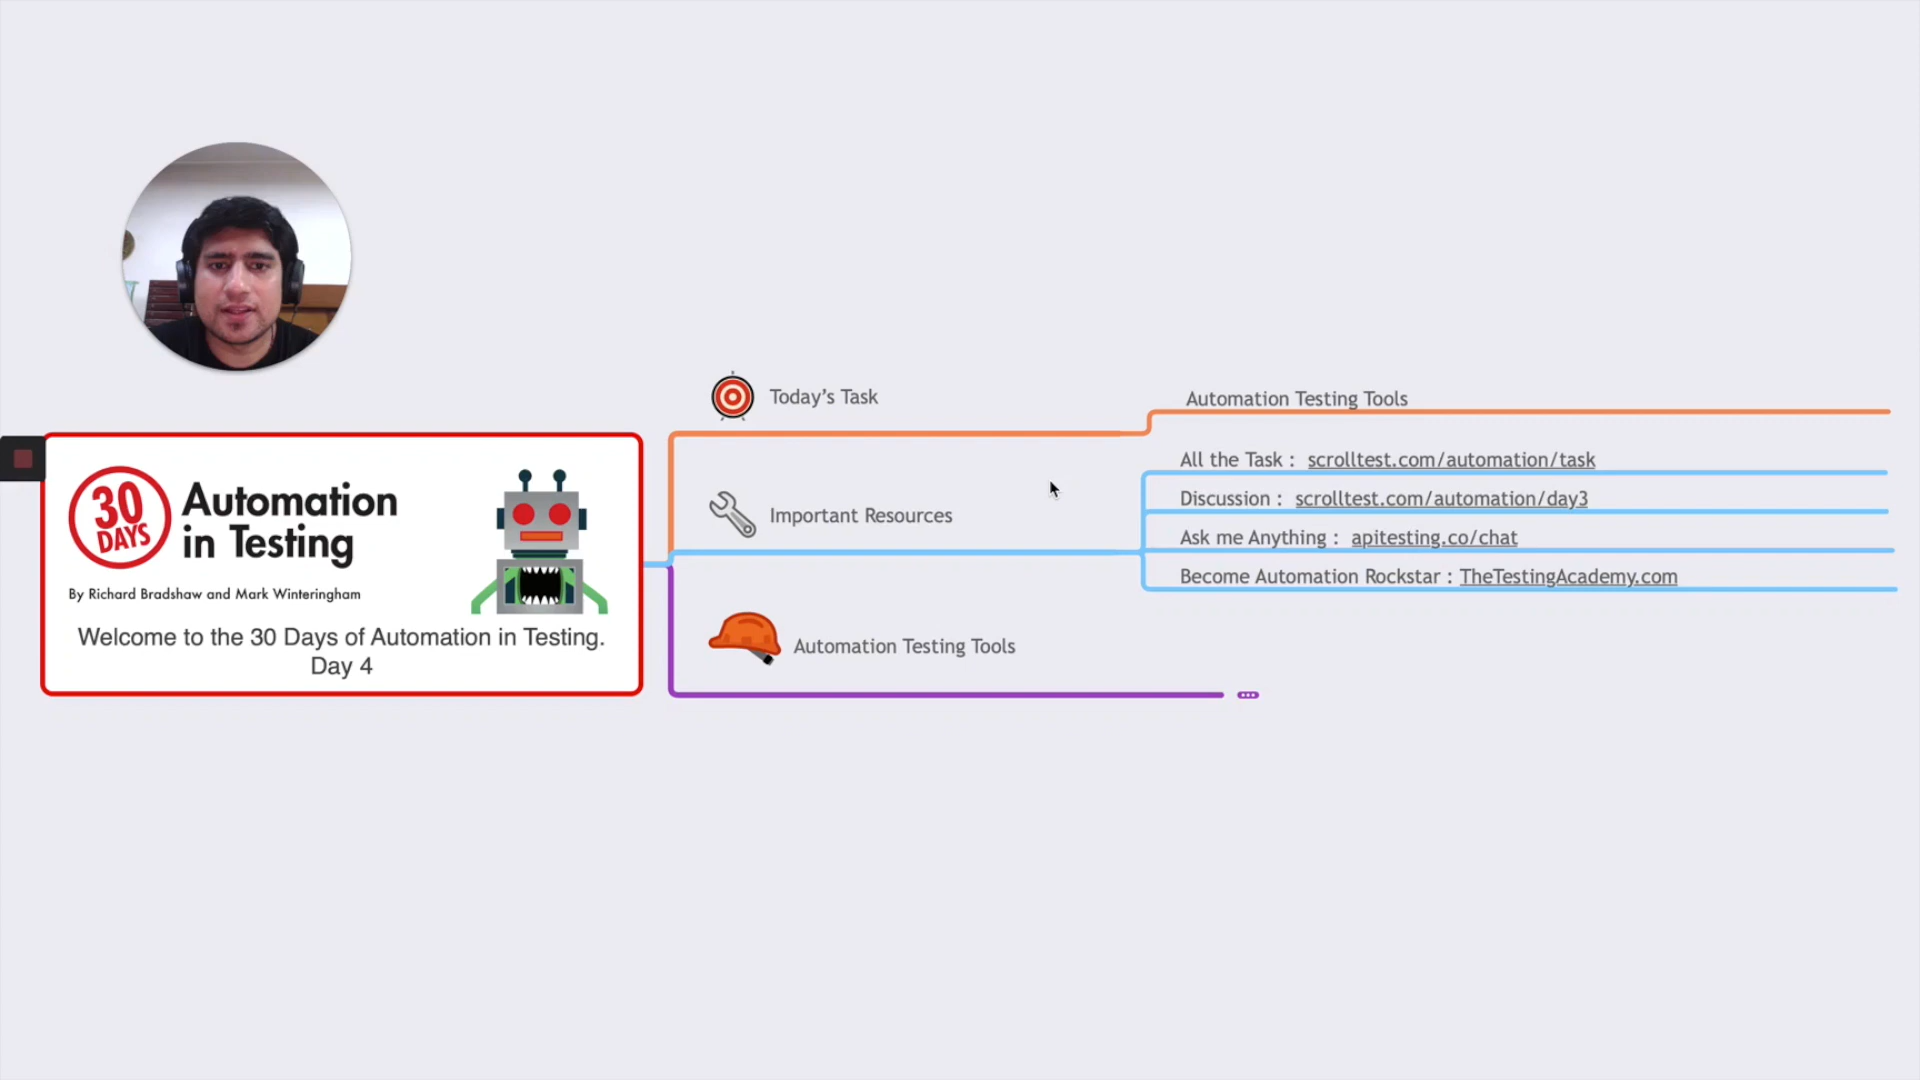 Today’s Task
Automation Testing Tools
All the Task : scrolltest.com/automation/task
Discussion : scrolltest.com/automation/day3
Important Resources
Ask me Anything : apitesting.co/chat
Become Automation Rockstar : TheTestingAcademy.com
Automation Testing Tools
30
DAYS
Automation
in Testing
By Richard Bradshaw and Mark Winteringham
Welcome to the 30 Days of Automation in Testing.
Day 4